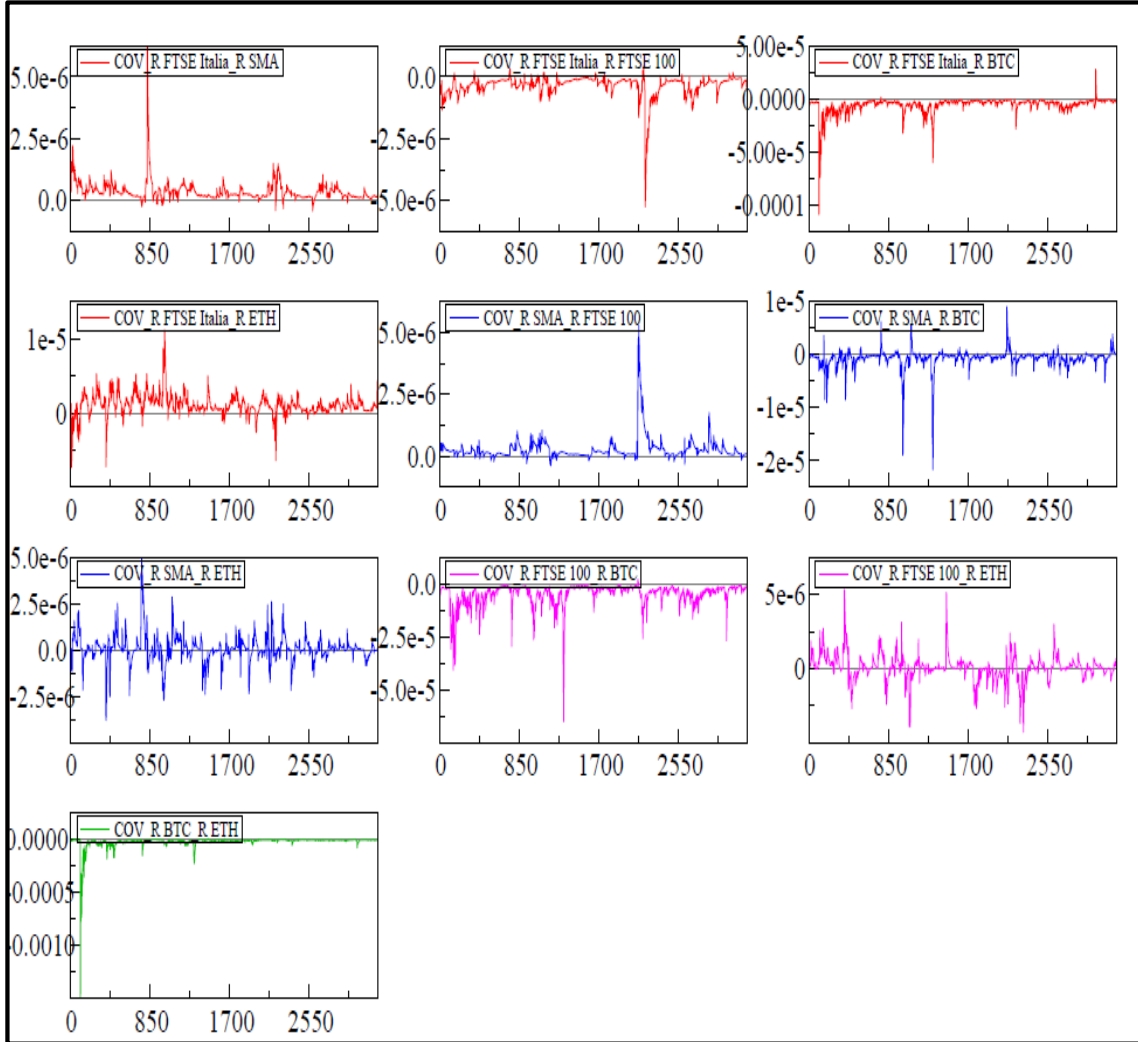 COV_R FTSE Italia_R SMA
5.0e-6
2.5e-6
0.0
0 850 1700 2550
COV_R FTSE Italia_R FTSE 100
0.0
-2.5e-6
-5.0e-6
0 850 1700 2550
COV_R FTSE Italia_R BTC
5.00e-5
0.0000
-5.00e-5
-0.0001
0 850 1700 2550
COV_R FTSE Italia_R ETH
1e-5
0
0 850 1700 2550
COV_R SMA_R FTSE 100
5.0e-6
2.5e-6
0.0
0 850 1700 2550
COV_R SMA_R BTC
1e-5
0
-1e-5
-2e-5
0 850 1700 2550
COV_R SMA_R ETH
5.0e-6
2.5e-6
0.0
-2.5e-6
0 850 1700 2550
COV_R FTSE 100_R BTC
0.0
-2.5e-5
-5.0e-5
0 850 1700 2550
COV_R FTSE 100_R ETH
5e-6
0
0 850 1700 2550
COV_R BTC_R ETH
0.0000
0.0005
0.0010
0 850 1700 2550